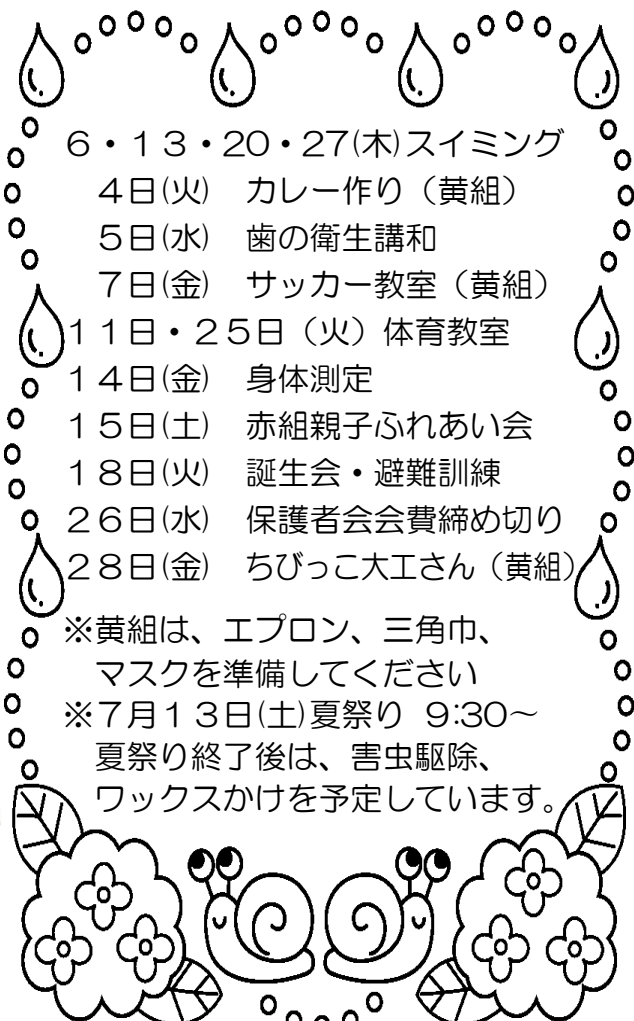 6・13・20・27(木)スイミング
4日(火)　カレー作り（黄組）
5日(水)　歯の衛生講和
7日(金)　サッカー教室（黄組）
11日・25日（火）体育教室
14日(金)　身体測定
15日(土)　赤組親子ふれあい会
18日(火)　誕生会・避難訓練
26日(水)　保護者会会費締め切り
28日(金)　ちびっこ大工さん（黄組）
※黄組は、エプロン、三角巾、
マスクを準備してください
※7月13日(土)夏祭り 9:30～
夏祭り終了後は、害虫駆除、
ワックスかけを予定しています。